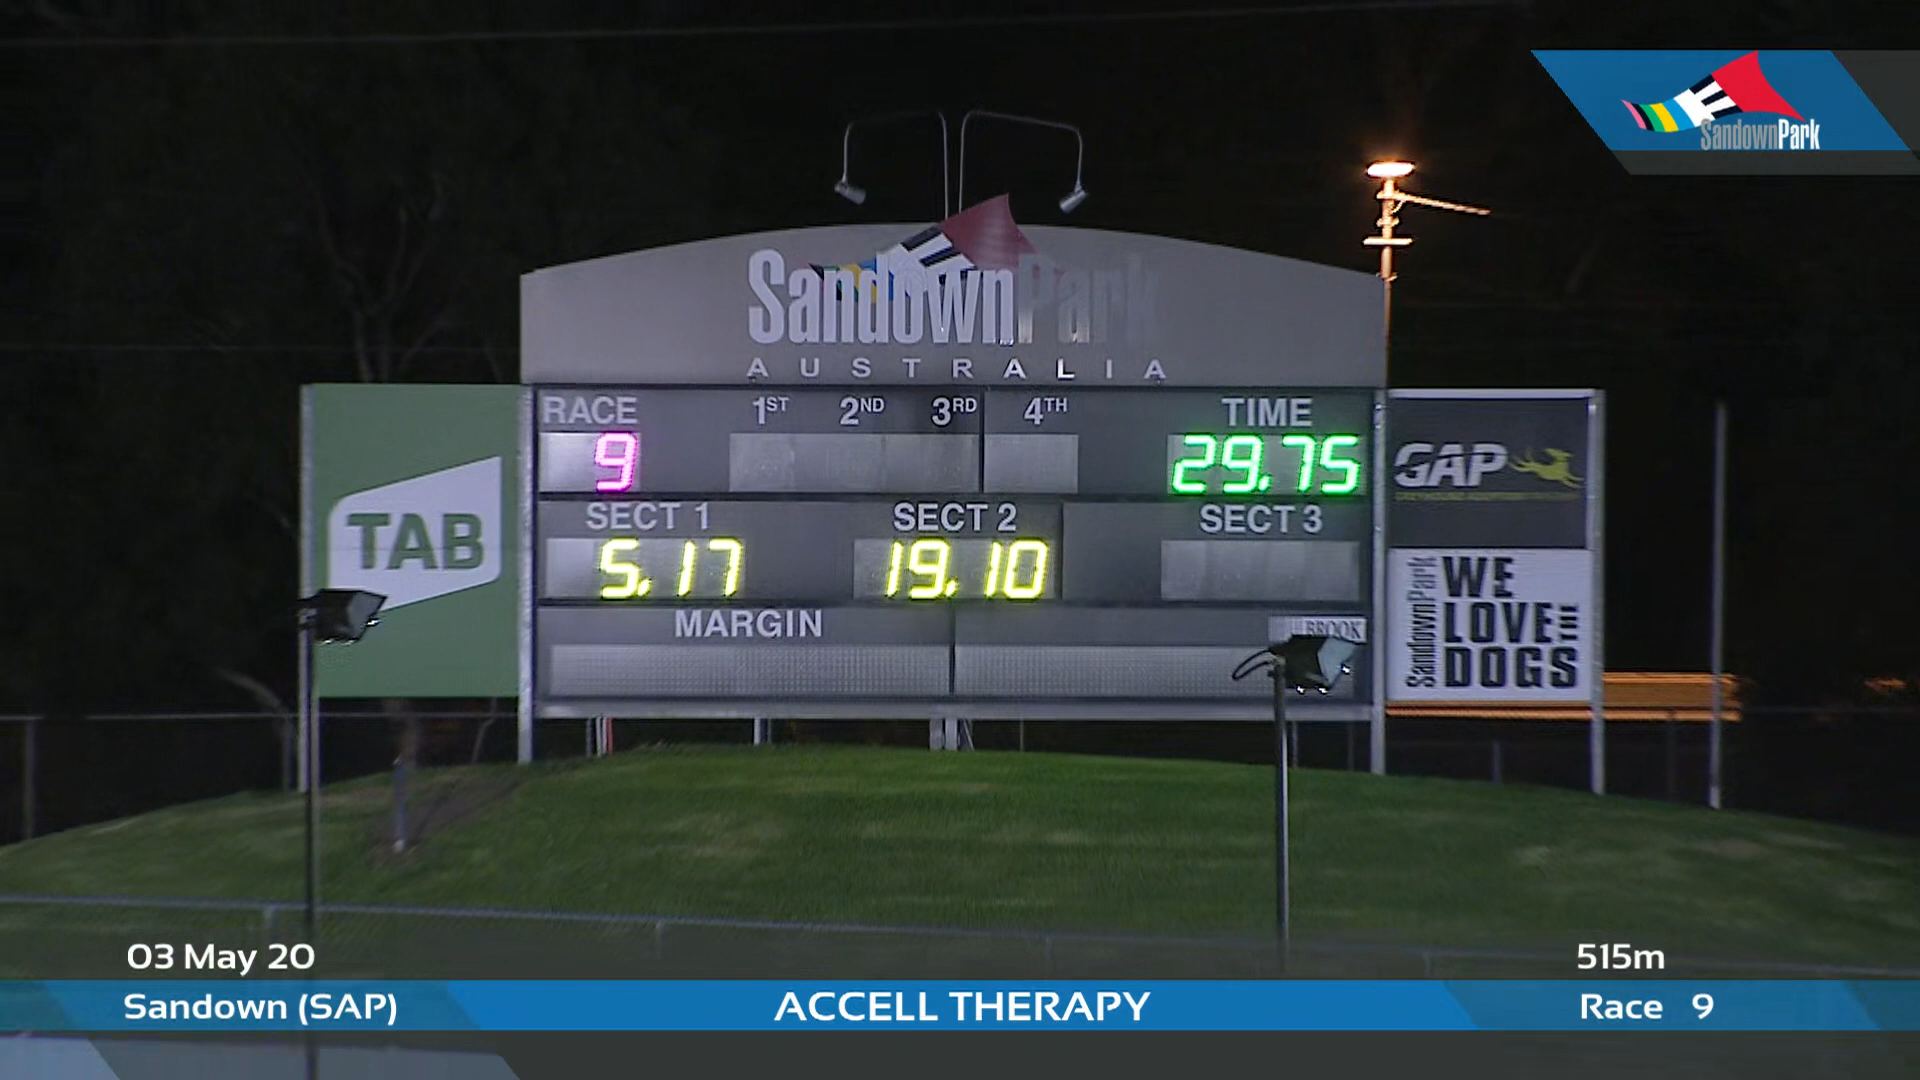 SandownPark
SandownPark
AUSTRALIA
RACE 1ST 2ND 3RD 4TH TIME
9 29.75
SECT 1 SECT 2 SECT 3
5.17 19.10
MARGIN
BROOK
TAB
GAP
SandownPark
WE
LOVE THE
DOGS
03 May 20 515m
Sandown (SAP) ACCELL THERAPY Race 9